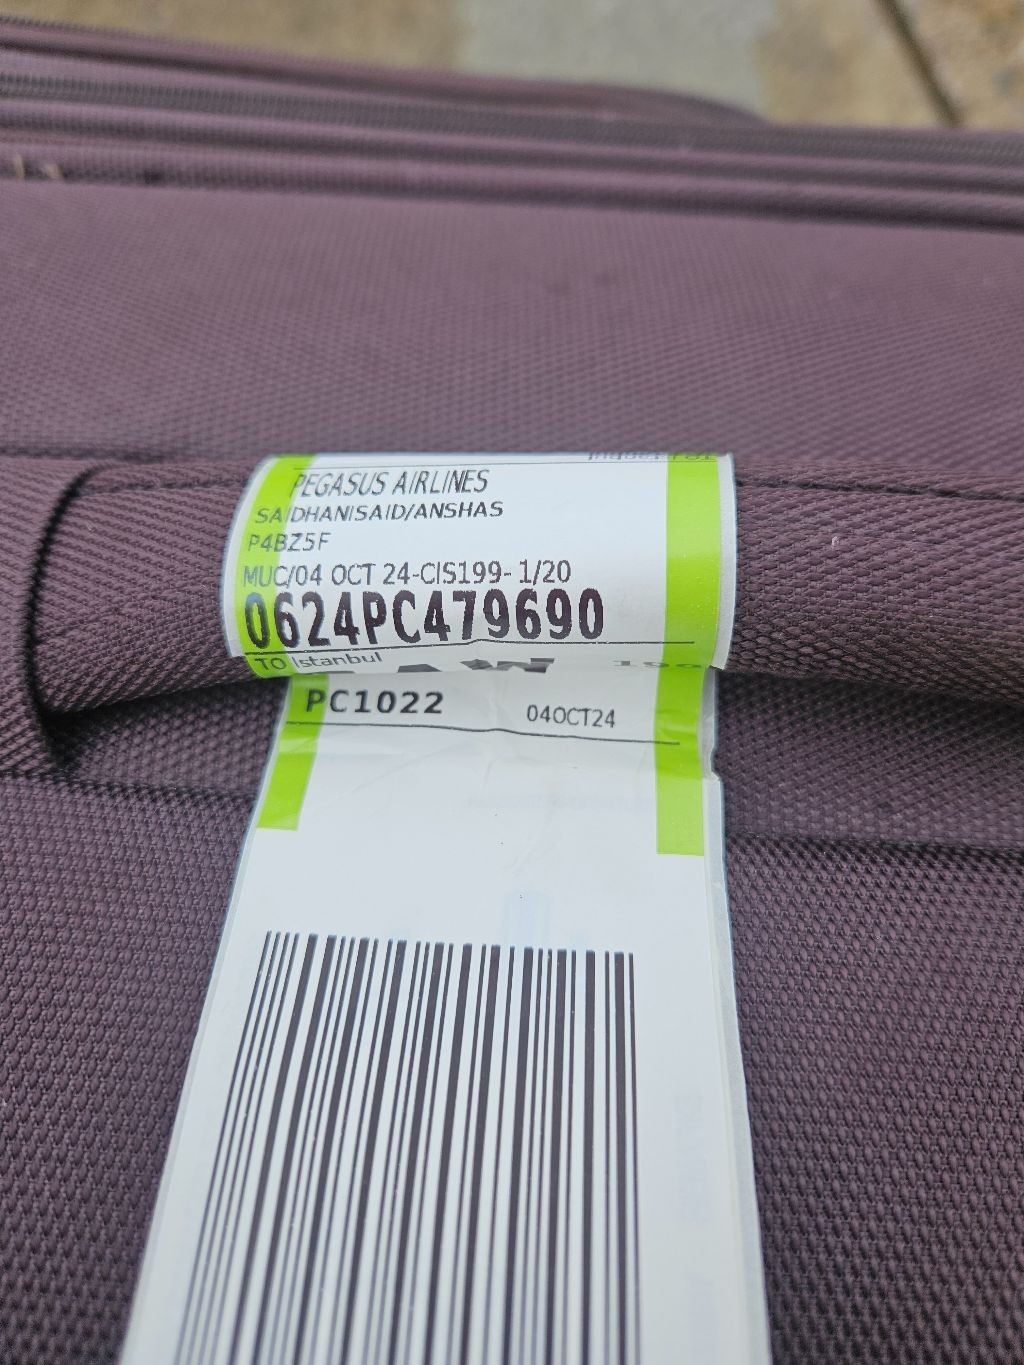 PEGASUS AIRLINES
SAIDHANISAID/ANSHAS
P4BZ5F
MUC/04 OCT 24-CIS199- 1/20
0624PC479690
TO Istanbul
PC1022
04OCT24